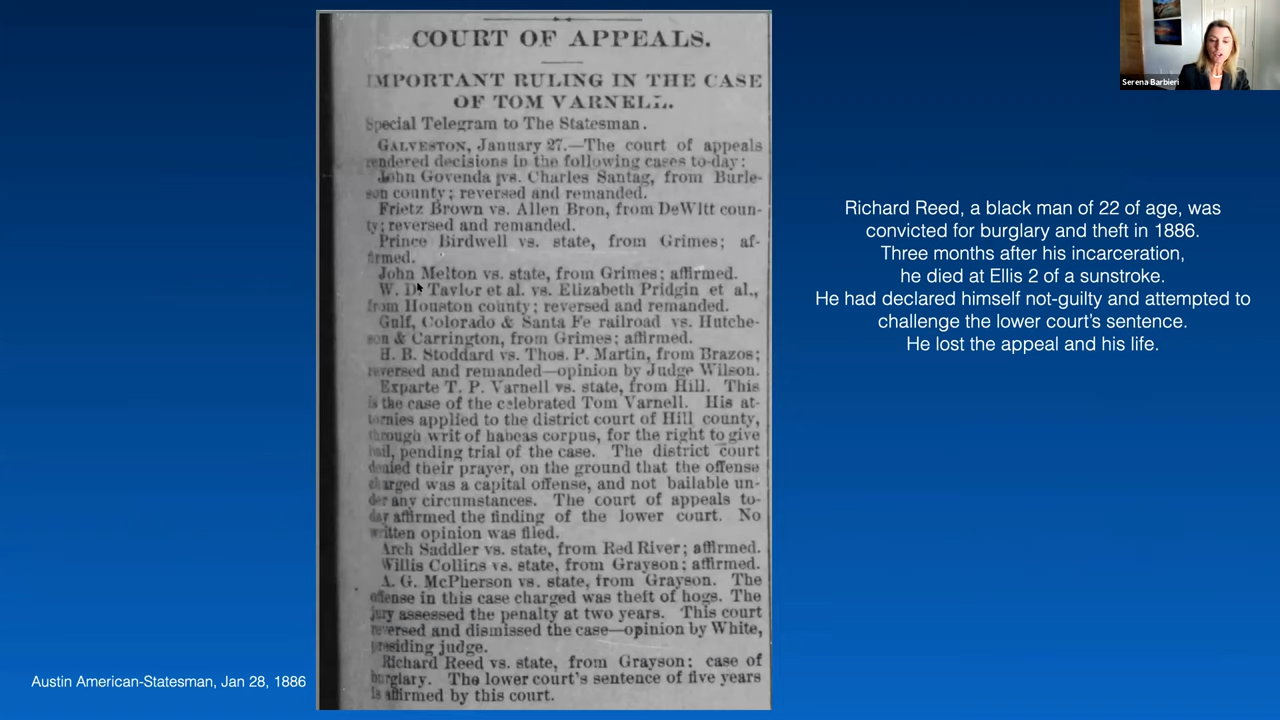 COURT OF APPEALS.
IMPORTANT RULING IN THE CASE
OF TOM VARNELL.
Special Telegram to The Statesman.
GALVESTON, January 27.—The court of appeals
rendered decisions in the following cases to-day:
John Govenda vs. Charles Santag, from Burle-
son county; reversed and remanded.
Frietz Brown vs. Allen Bron, from DeWitt coun-
ty; reversed and remanded.
Prince Birdwell vs. state, from Grimes; af-
firmed.
John Melton vs. state, from Grimes; affirmed.
W. D. Taylor et al. vs. Elizabeth Pridgin et al.,
from Houston county; reversed and remanded.
Gulf, Colorado & Santa Fe railroad vs. Hutche-
son & Carrington, from Grimes; affirmed.
H. B. Stoddard vs. Thos. P. Martin, from Brazos;
reversed and remanded—opinion by Judge Wilson.
Exparte T. P. Varnell vs. state, from Hill. This
is the case of the celebrated Tom Varnell. His at-
tornies applied to the district court of Hill county,
through writ of habeas corpus, for the right to give
bail, pending trial of the case. The district court
denied their prayer, on the ground that the offense
charged was a capital offense, and not bailable un-
der any circumstances. The court of appeals to-
day affirmed the finding of the lower court. No
written opinion was filed.
Arch Saddler vs. state, from Red River; affirmed.
Willis Collins vs. state, from Grayson; affirmed.
A. G. McPherson vs. state, from Grayson. The
offense in this case charged was theft of hogs. The
jury assessed the penalty at two years. This court
reversed and dismissed the case—opinion by White,
presiding judge.
Richard Reed vs. state, from Grayson; case of
burglary. The lower court's sentence of five years
is affirmed by this court.
Richard Reed, a black man of 22 of age, was
convicted for burglary and theft in 1886.
Three months after his incarceration,
he died at Ellis 2 of a sunstroke.
He had declared himself not-guilty and attempted to
challenge the lower court's sentence.
He lost the appeal and his life.
Austin American-Statesman, Jan 28, 1886
Serena Barbieri